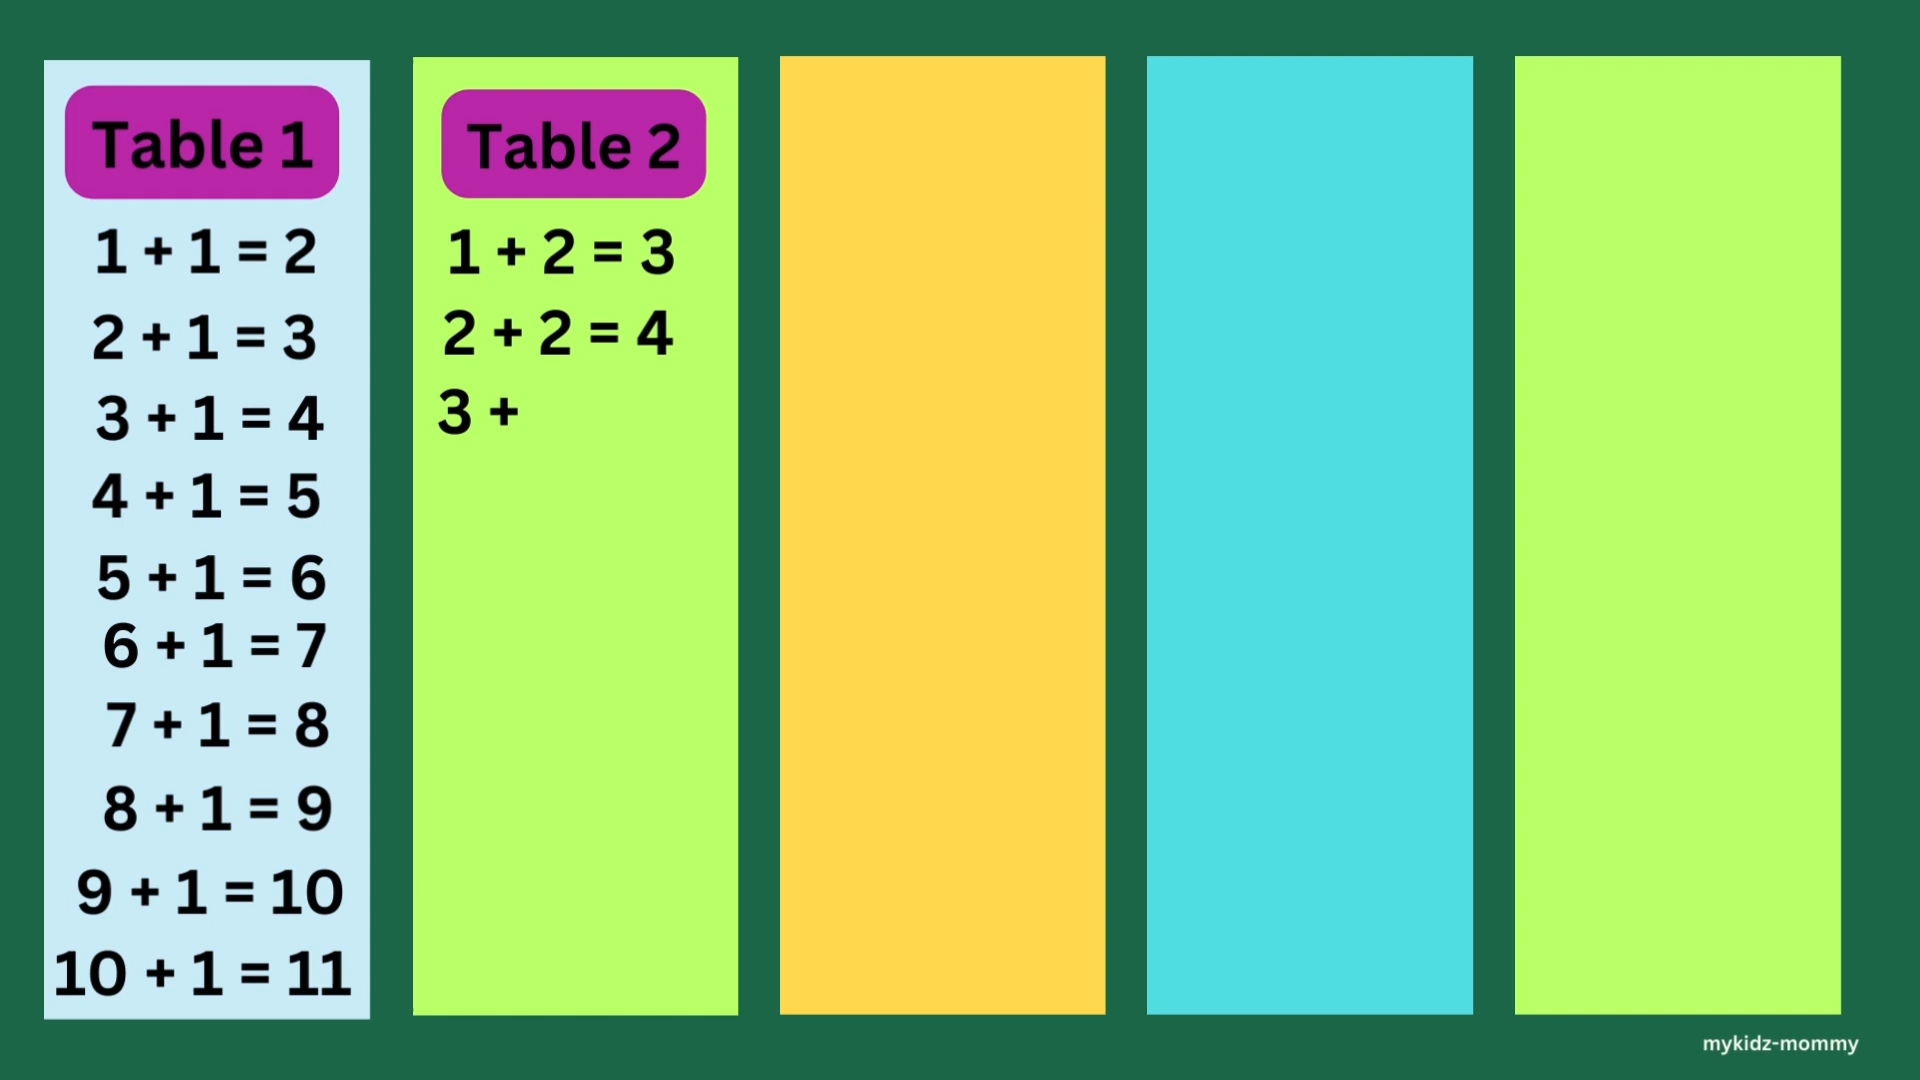 Table 1
1 + 1 = 2
2 + 1 = 3
3 + 1 = 4
4 + 1 = 5
5 + 1 = 6
6 + 1 = 7
7 + 1 = 8
8 + 1 = 9
9 + 1 = 10
10 + 1 = 11
Table 2
1 + 2 = 3
2 + 2 = 4
3 +
mykidz-mommy